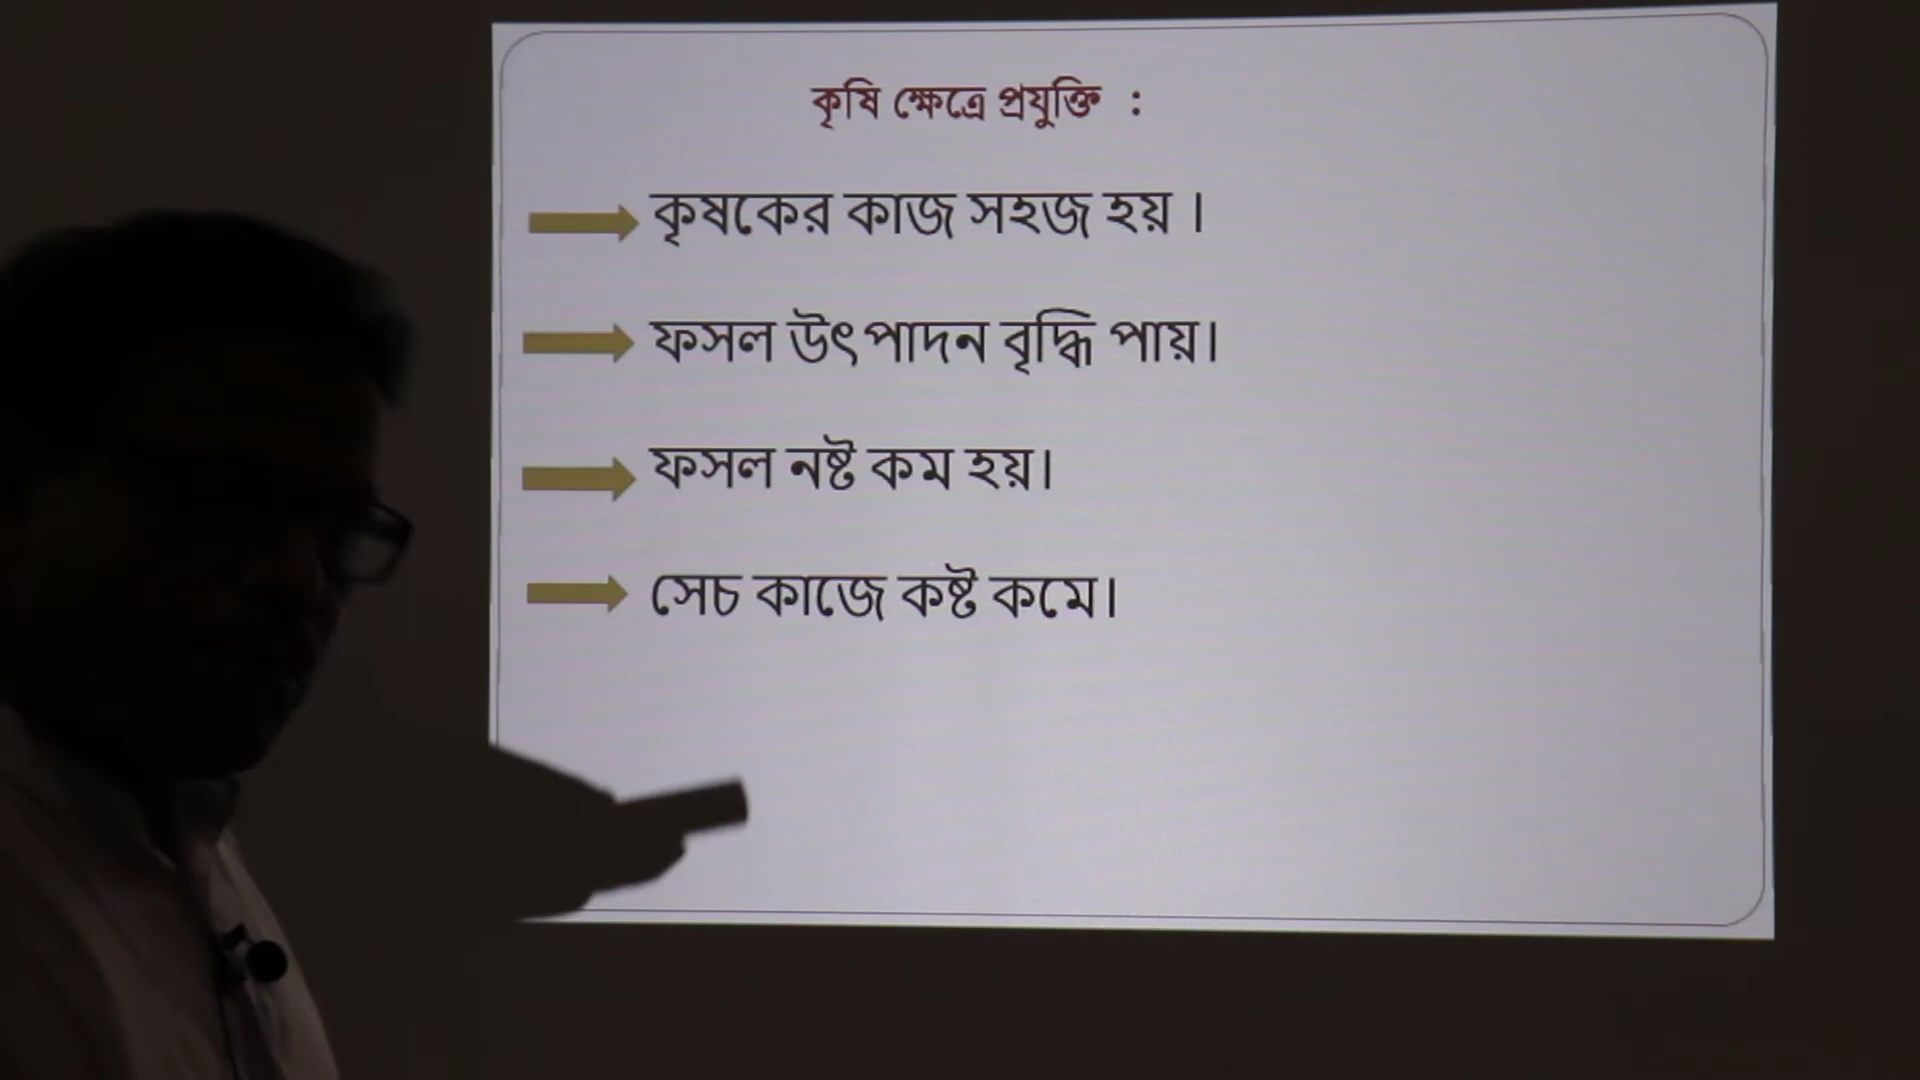 কৃষি ক্ষেত্রে প্রযুক্তি :
কৃষকের কাজ সহজ হয় ।
ফসল উৎপাদন বৃদ্ধি পায়।
ফসল নষ্ট কম হয়।
সেচ কাজে কষ্ট কমে।